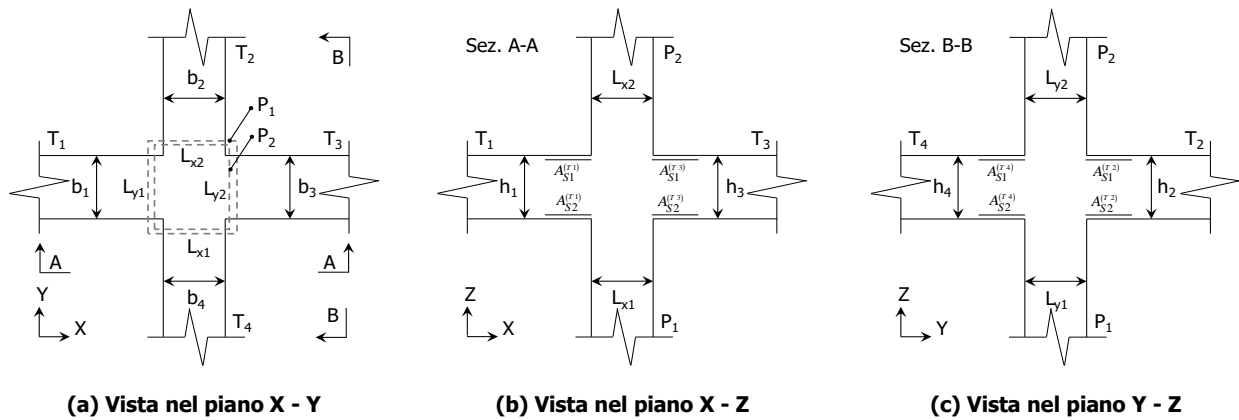 T2
B
b2
P1
T1
P2
T3
Lx2
b1
Ly1
Ly2
b3
Lx1
A
A
b4
Y
T4
B
X
(a) Vista nel piano X - Y
Sez. A-A
P2
Lx2
T1
T3
AS1(T1)
AS1(T3)
h1
h3
AS2(T1)
AS2(T3)
Lx1
Z
X
P1
(b) Vista nel piano X - Z
Sez. B-B
P2
Ly2
T4
T2
AS1(T4)
AS1(T2)
h4
h2
AS2(T4)
AS2(T2)
Ly1
Z
Y
P1
(c) Vista nel piano Y - Z